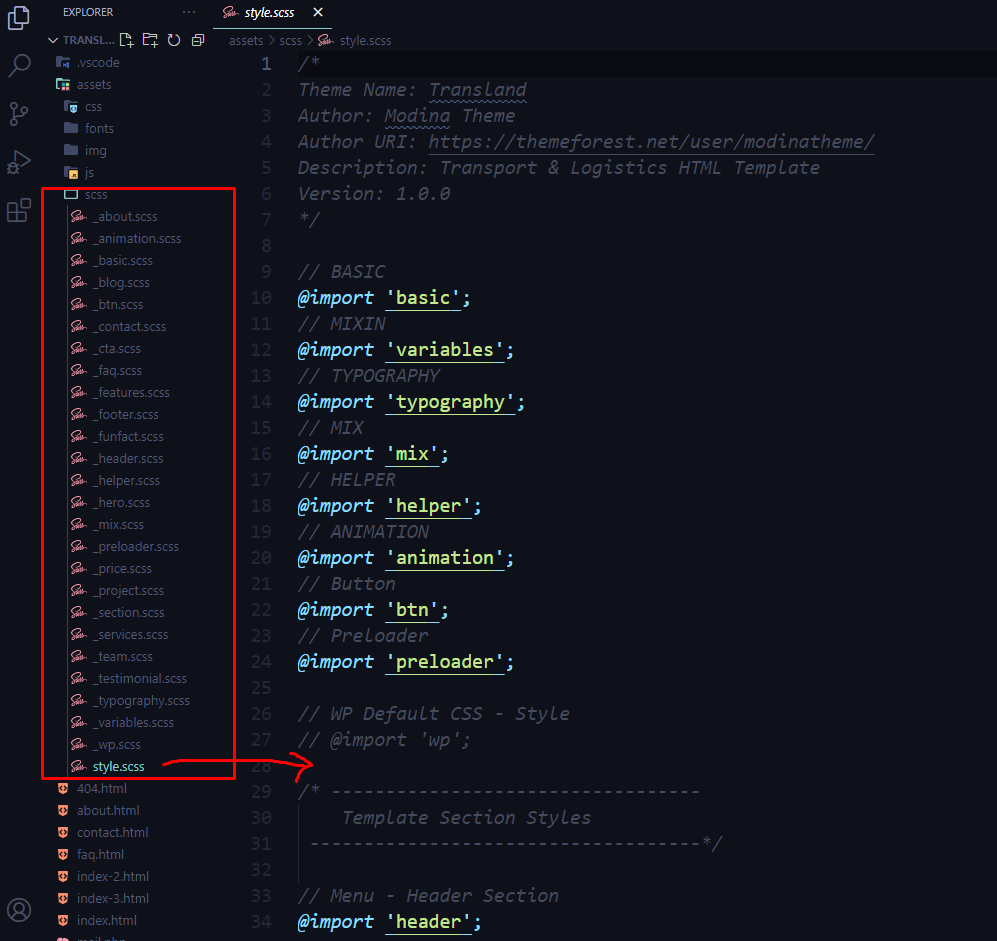 EXPLORER
style.scss
TRANSL...
assets > scss > style.scss
.vscode
assets
css
fonts
img
js
scss
_about.scss
_animation.scss
_basic.scss
_blog.scss
_btn.scss
_contact.scss
_cta.scss
_faq.scss
_features.scss
_footer.scss
_funfact.scss
_header.scss
_helper.scss
_hero.scss
_mix.scss
_preloader.scss
_price.scss
_project.scss
_section.scss
_services.scss
_team.scss
_testimonial.scss
_typography.scss
_variables.scss
_wp.scss
style.scss
404.html
about.html
contact.html
faq.html
index-2.html
index-3.html
index.html
mail.php
1 /*
2 Theme Name: Transland
3 Author: Modina Theme
4 Author URI: https://themeforest.net/user/modinatheme/
5 Description: Transport & Logistics HTML Template
6 Version: 1.0.0
7 */
8
9 // BASIC
10 @import 'basic';
11 // MIXIN
12 @import 'variables';
13 // TYPOGRAPHY
14 @import 'typography';
15 // MIX
16 @import 'mix';
17 // HELPER
18 @import 'helper';
19 // ANIMATION
20 @import 'animation';
21 // Button
22 @import 'btn';
23 // Preloader
24 @import 'preloader';
25
26 // WP Default CSS - Style
27 // @import 'wp';
28
29 /* ----------------------------------
30 Template Section Styles
31 ------------------------------------*/
32
33 // Menu - Header Section
34 @import 'header';